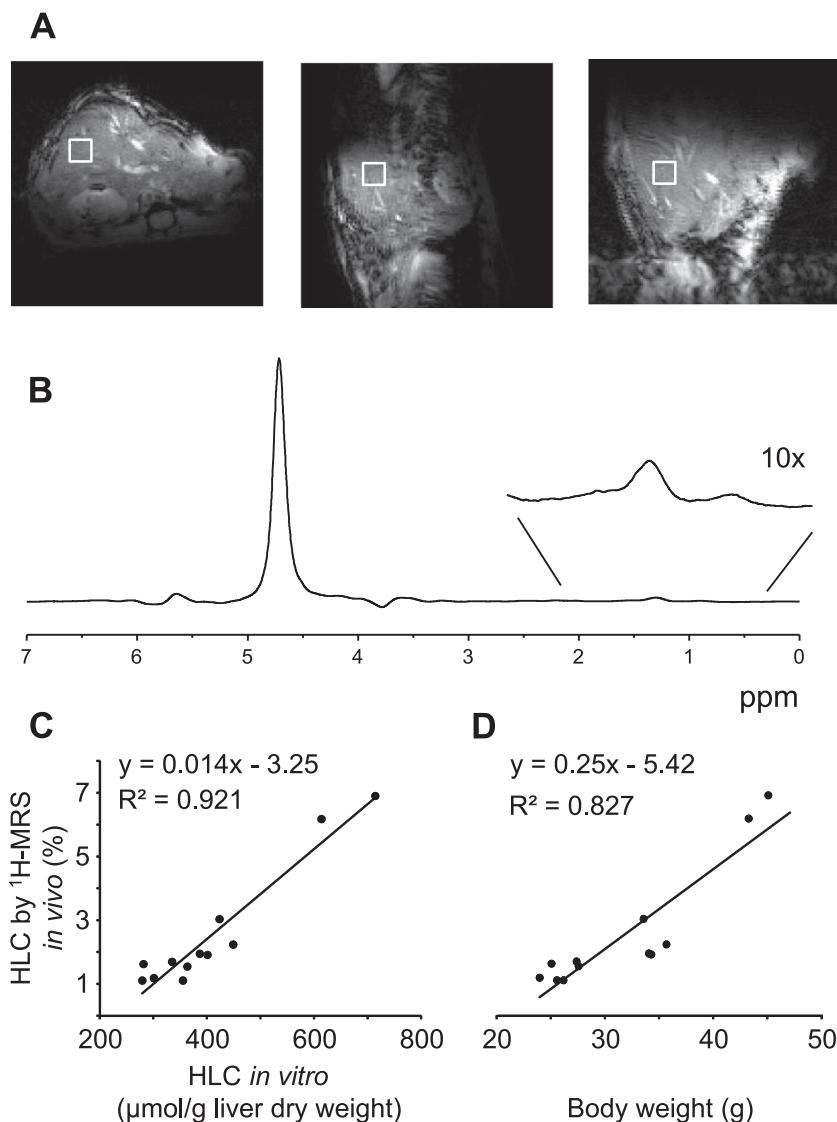 A
B
10x
7 6 5 4 3 2 1 0
ppm
C
y = 0.014x - 3.25
R² = 0.921
7
5
3
1
HLC by ¹H-MRS
in vivo (%)
200 400 600 800
HLC in vitro
(µmol/g liver dry weight)
D
y = 0.25x - 5.42
R² = 0.827
20 30 40 50
Body weight (g)